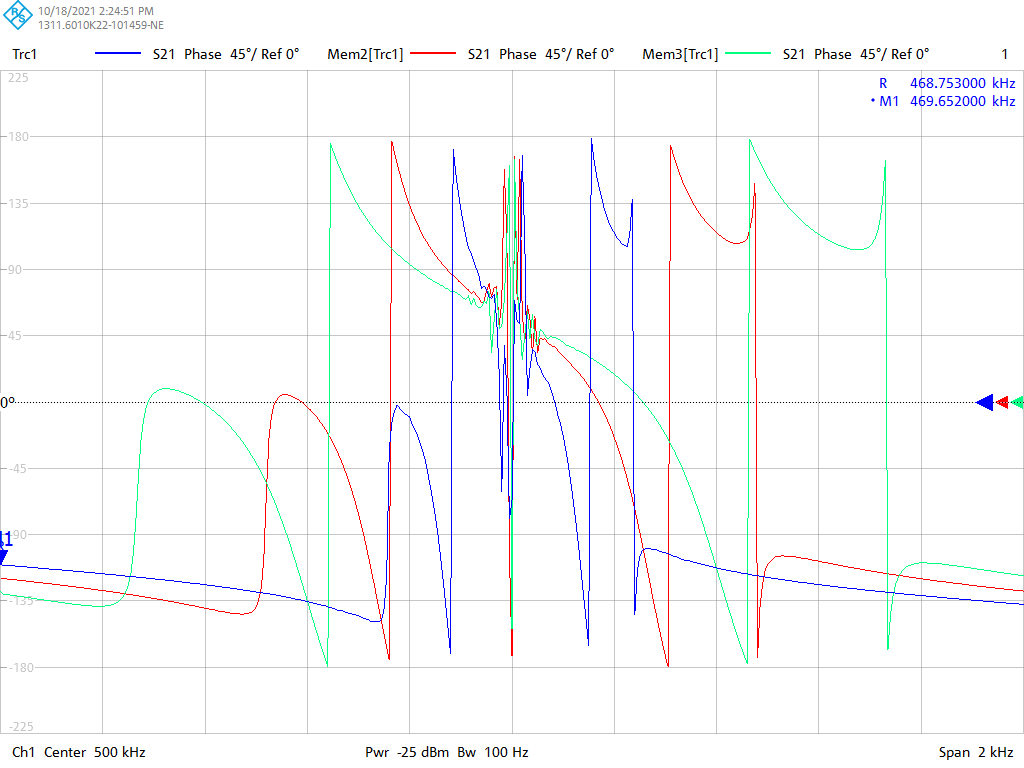 10/18/2021 2:24:51 PM
1311.6010K22-101459-NE
Trc1 S21 Phase 45°/ Ref 0° Mem2[Trc1] S21 Phase 45°/ Ref 0° Mem3[Trc1] S21 Phase 45°/ Ref 0° 1
225
R 468.753000 kHz
• M1 469.652000 kHz
180
135
90
45
0°
-45
-90
M1
-135
-180
-225
Ch1 Center 500 kHz Pwr -25 dBm Bw 100 Hz Span 2 kHz